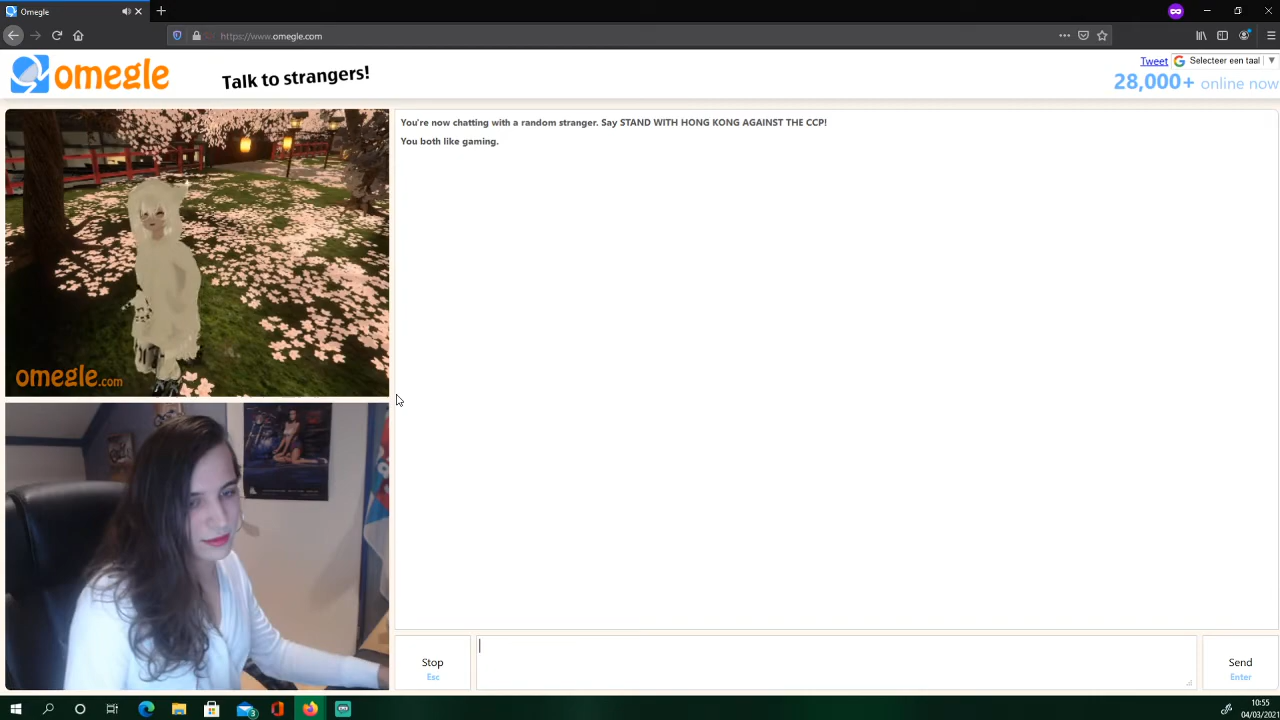 Omegle
https://www.omegle.com
omegle
Talk to strangers!
Tweet
Selecteer een taal
28,000+ online now
You're now chatting with a random stranger. Say STAND WITH HONG KONG AGAINST THE CCP!
You both like gaming.
omegle.com
Stop
Esc
Send
Enter
3
10:55
04/03/2021